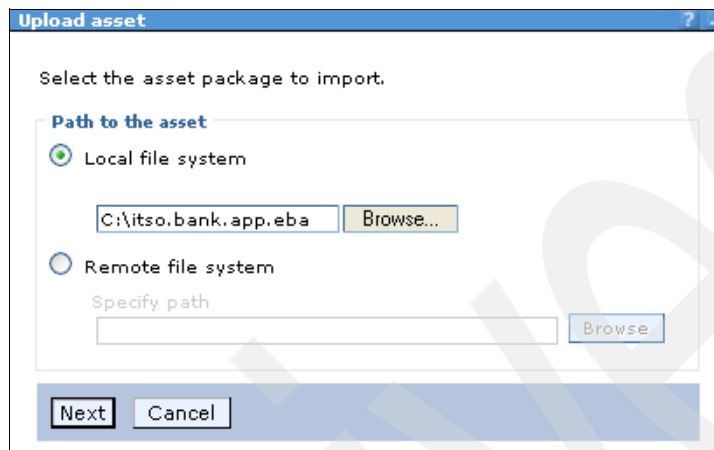 Upload asset ? -
Select the asset package to import.
Path to the asset
Local file system
C:\itso.bank.app.eba Browse...
Remote file system
Specify path
Browse
Next Cancel